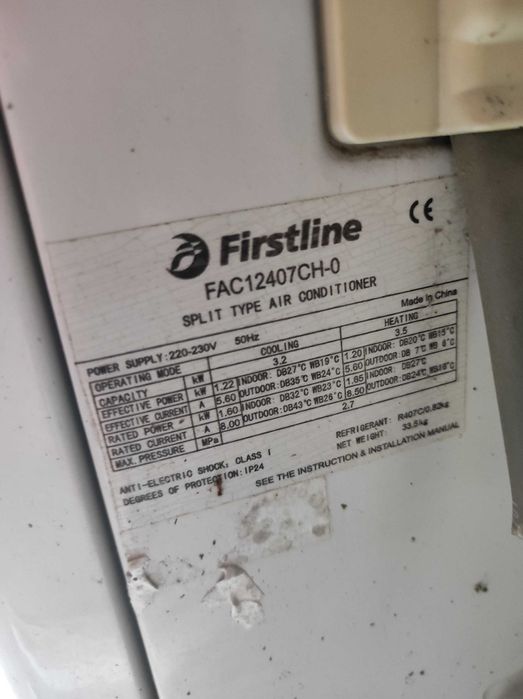 Firstline
CE
FAC12407CH-0
SPLIT TYPE AIR CONDITIONER
Made in China
POWER SUPPLY: 220-230V 50Hz
OPERATING MODE COOLING HEATING
CAPACITY kW 3.2 3.5
EFFECTIVE POWER kW 1.22 INDOOR: DB27°C WB19°C 1.20 INDOOR: DB20°C WB15°C
EFFECTIVE CURRENT A 5.60 OUTDOOR: DB35°C WB24°C 5.60 OUTDOOR: DB 7°C WB 6°C
RATED POWER kW 1.60 INDOOR: DB32°C WB23°C 1.85 INDOOR: DB27°C
RATED CURRENT A 8.00 OUTDOOR: DB43°C WB26°C 8.50 OUTDOOR: DB24°C WB18°C
MAX. PRESSURE MPa 2.7
ANTI-ELECTRIC SHOCK: CLASS I REFRIGERANT: R407C/0.82kg
DEGREES OF PROTECTION: IP24 NET WEIGHT: 33.5kg
SEE THE INSTRUCTION & INSTALLATION MANUAL